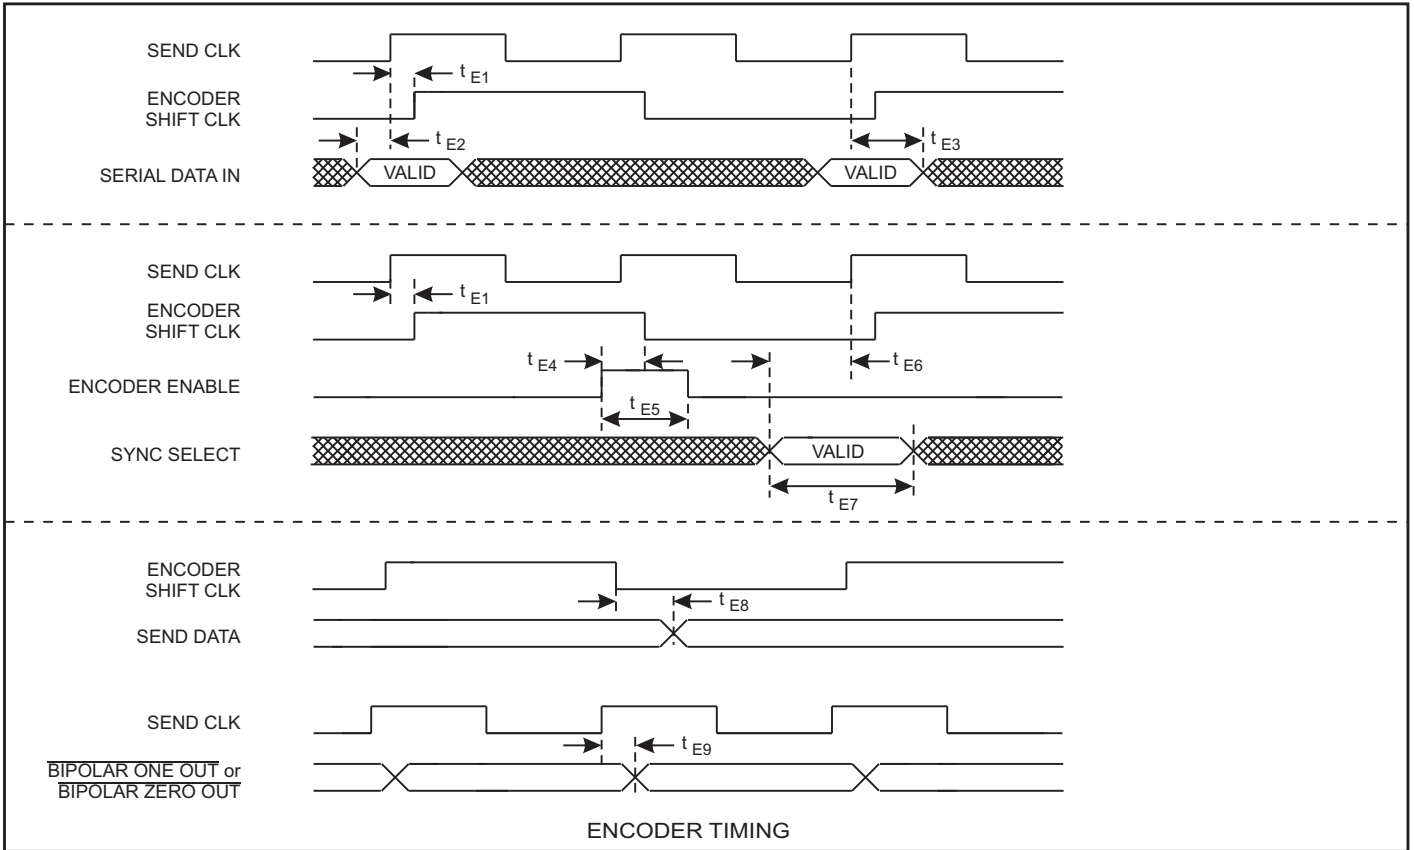 SEND CLK
t E1
ENCODER
SHIFT CLK
t E2
t E3
SERIAL DATA IN
VALID
VALID
SEND CLK
t E1
ENCODER
SHIFT CLK
t E4
t E6
ENCODER ENABLE
t E5
SYNC SELECT
VALID
t E7
ENCODER
SHIFT CLK
t E8
SEND DATA
SEND CLK
t E9
BIPOLAR ONE OUT or
BIPOLAR ZERO OUT
ENCODER TIMING